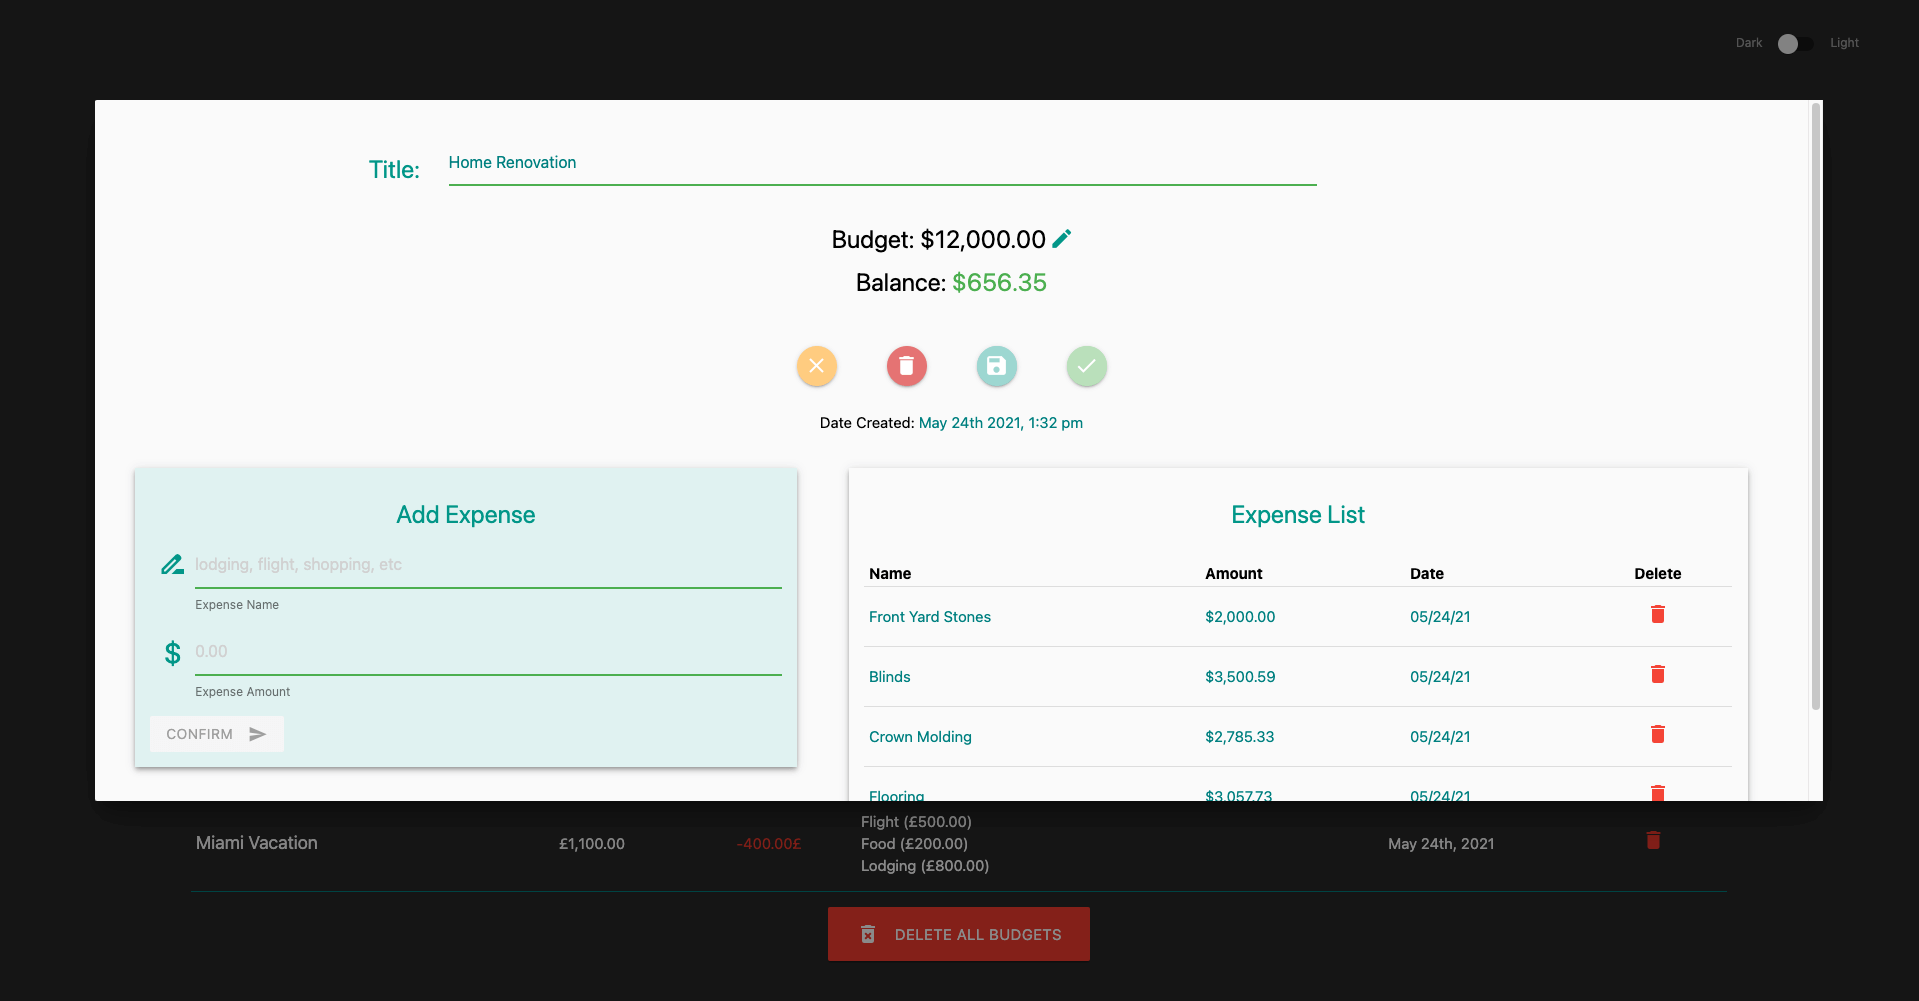 Dark Light
Title: Home Renovation
Budget: $12,000.00
Balance: $656.35
Date Created: May 24th 2021, 1:32 pm
Add Expense
lodging, flight, shopping, etc
Expense Name
$ 0.00
Expense Amount
CONFIRM
Expense List
Name Amount Date Delete
Front Yard Stones $2,000.00 05/24/21
Blinds $3,500.59 05/24/21
Crown Molding $2,785.33 05/24/21
Flooring $3,057.73 05/24/21
Flight (£500.00)
Miami Vacation £1,100.00 -400.00£ Food (£200.00) May 24th, 2021
Lodging (£800.00)
DELETE ALL BUDGETS